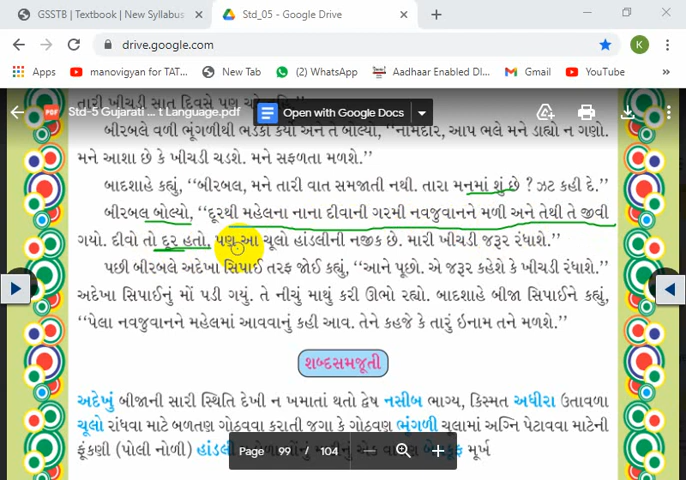 GSSTB | Textbook | New Syllabus
Std_05 - Google Drive
drive.google.com
K
Apps
manovigyan for TAT...
New Tab
(2) WhatsApp
Aadhaar Enabled DI...
Gmail
YouTube
તારી ખીચડી સાત દિવસે પણ
PDF Std-5 Gujarati
t Language.pdf
Open with Google Docs
બીરબલે વળી ભૂંગળીથી ભડકો કર્યો અને તે બોલ્યો, “નામદાર, આપ ભલે મને ડાહ્યો ન ગણો.
મને આશા છે કે ખીચડી ચડશે. મને સફળતા મળશે.”
બાદશાહે કહ્યું, “બીરબલ, મને તારી વાત સમજાતી નથી. તારા મનમાં શું છે ? ઝટ કહી દે.”
બીરબલ બોલ્યો, “દૂરથી મહેલના નાના દીવાની ગરમી નવજુવાનને મળી અને તેથી તે જીવી
ગયો. દીવો તો દૂર હતો, પણ આ ચૂલો હાંડલીની નજીક છે. મારી ખીચડી જરૂર રંધાશે.”
પછી બીરબલે અદેખા સિપાઈ તરફ જોઈ કહ્યું, “આને પૂછો. એ જરૂર કહેશે કે ખીચડી રંધાશે.”
અદેખા સિપાઈનું મોં પડી ગયું. તે નીચું માથું કરી ઊભો રહ્યો. બાદશાહે બીજા સિપાઈને કહ્યું,
“પેલા નવજુવાનને મહેલમાં આવવાનું કહી આવ. તેને કહજે કે તારું ઇનામ તને મળશે.”
શબ્દસમજૂતી
અદેખું બીજાની સારી સ્થિતિ દેખી ન ખમાતાં થતો દ્વેષ નસીબ ભાગ્ય, કિસ્મત અધીરા ઉતાવળા
ચૂલો રાંધવા માટે બળતણ ગોઠવવા કરાતી જગા કે ગોઠવણ ભૂંગળી ચૂલામાં અગ્નિ પેટાવવા માટેની
ફૂંકણી (પોલી નોળી) હાંડલી
મૂર્ખ
Page 99 / 104